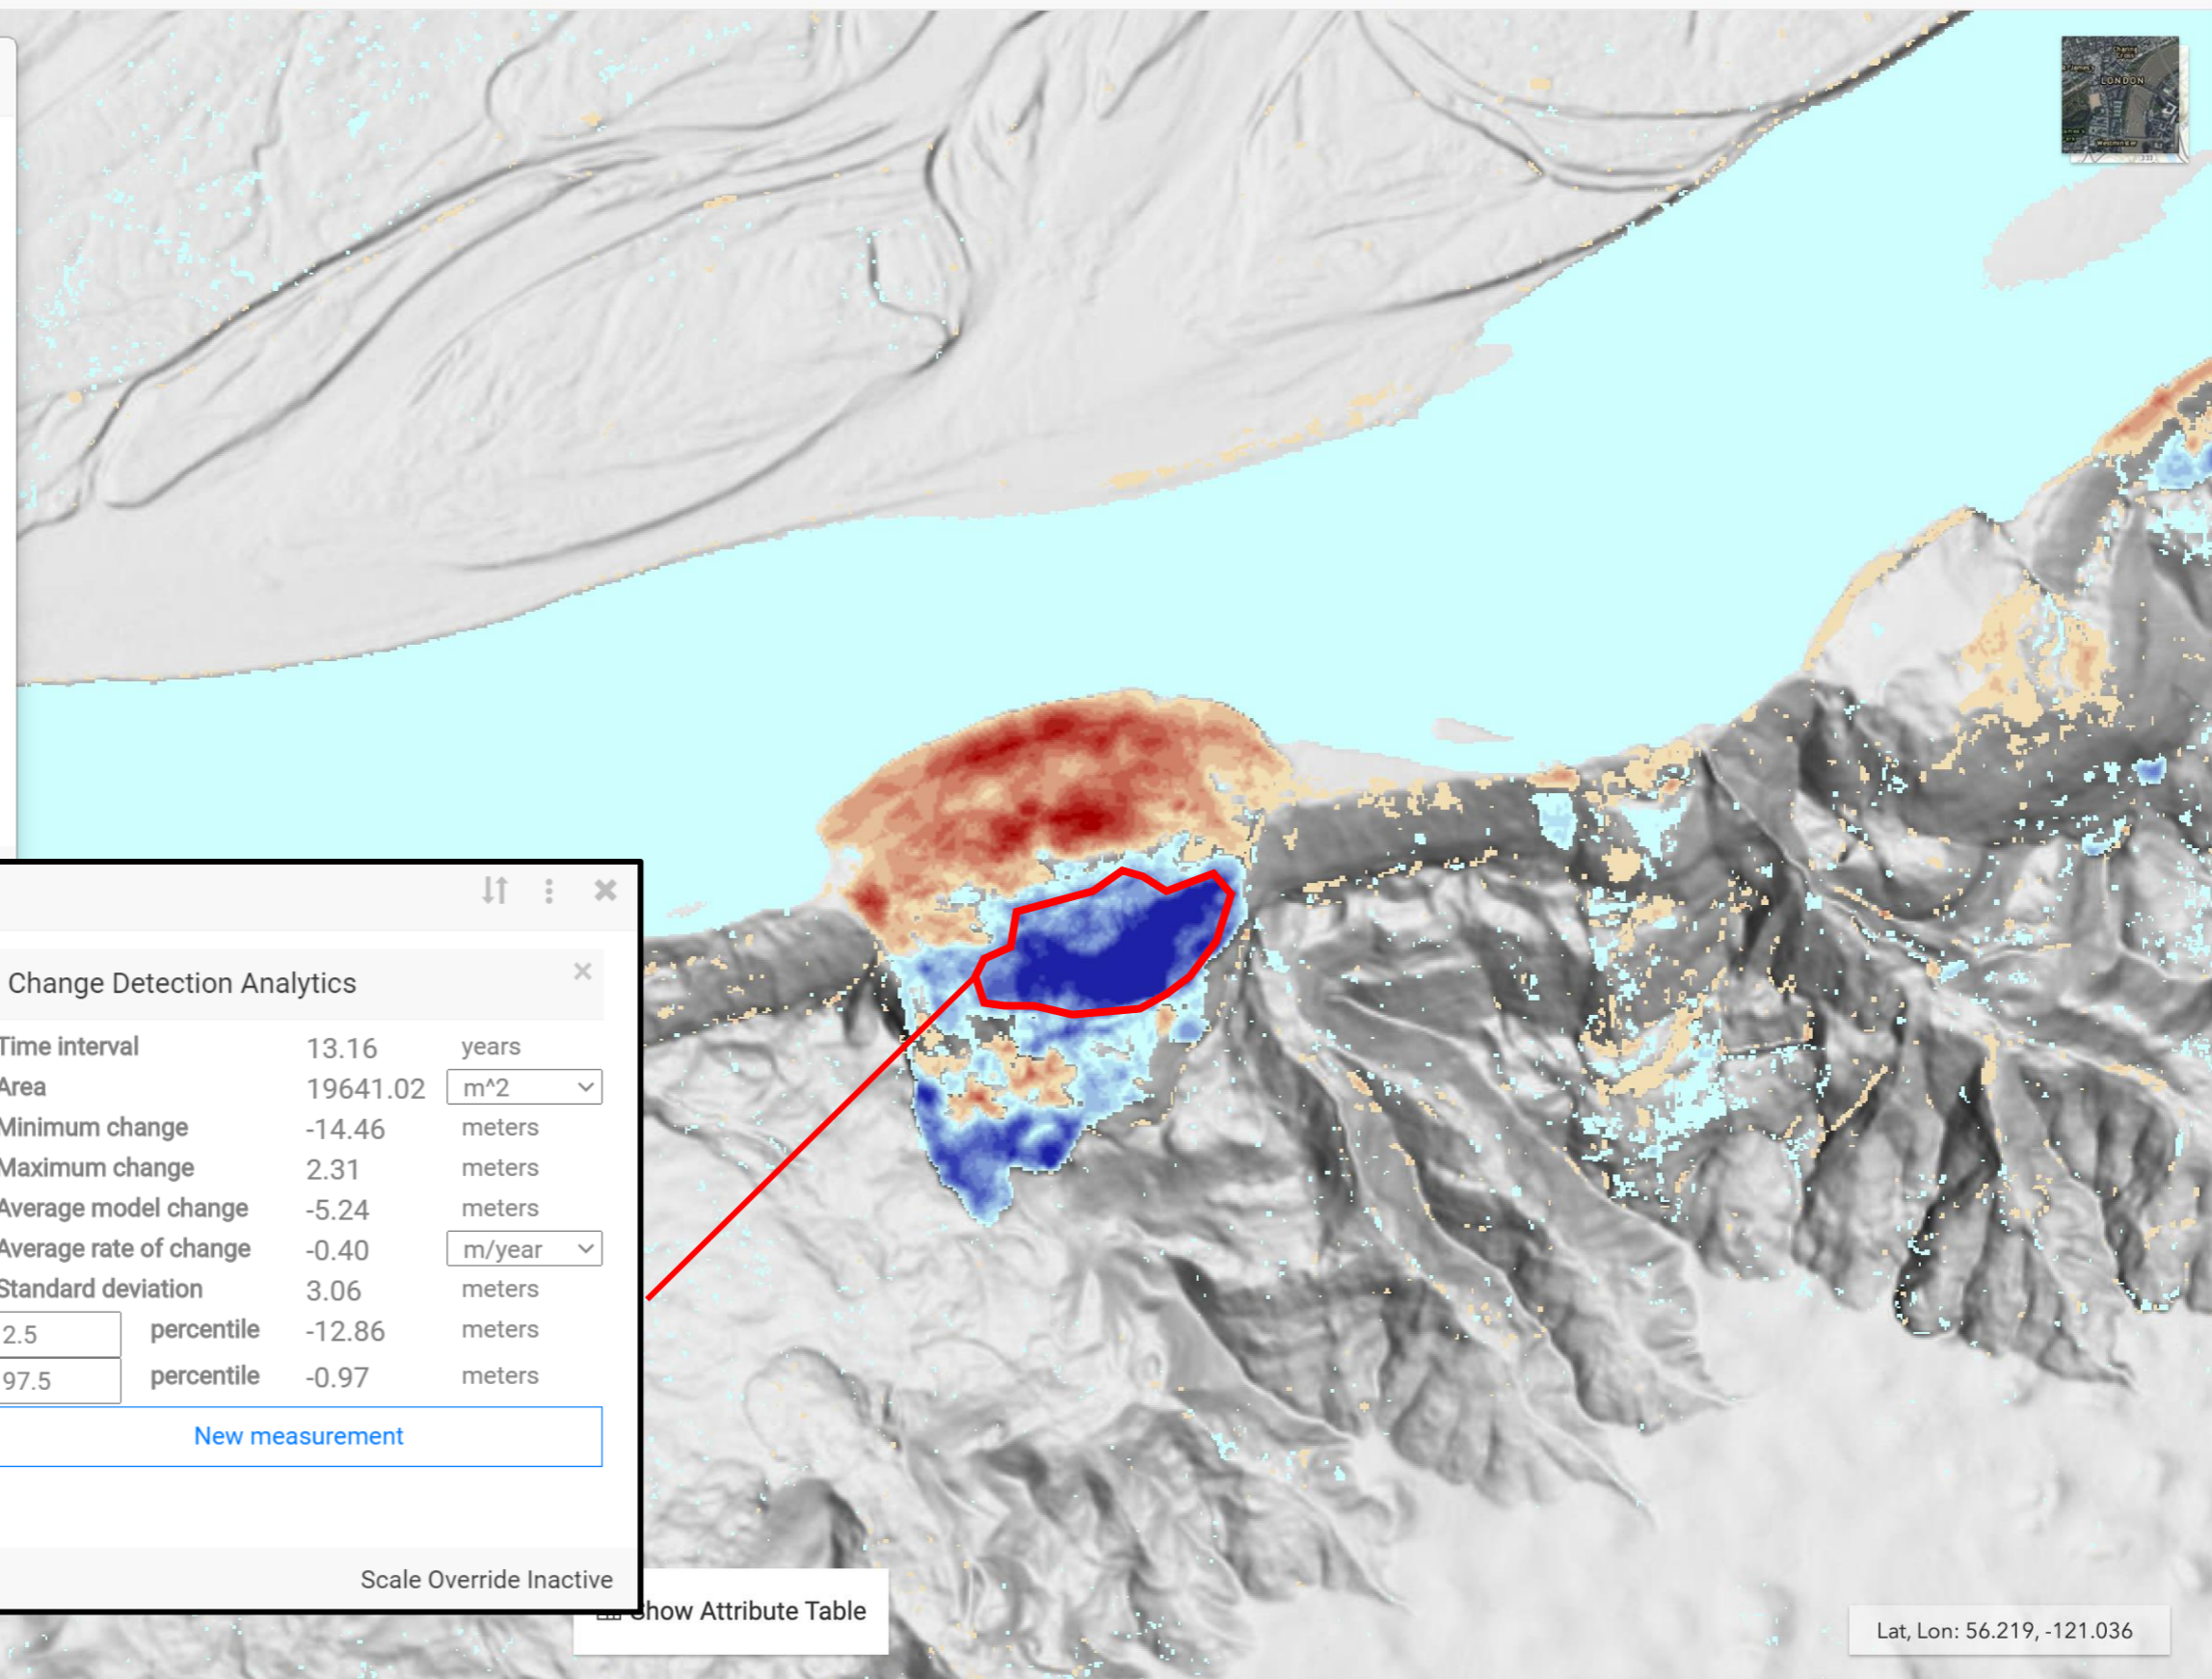 Charing
Cross
LONDON
Westminster
Change Detection Analytics
Time interval 13.16 years
Area 19641.02 m^2
Minimum change -14.46 meters
Maximum change 2.31 meters
Average model change -5.24 meters
Average rate of change -0.40 m/year
Standard deviation 3.06 meters
2.5 percentile -12.86 meters
97.5 percentile -0.97 meters
New measurement
Scale Override Inactive
Show Attribute Table
Lat, Lon: 56.219, -121.036